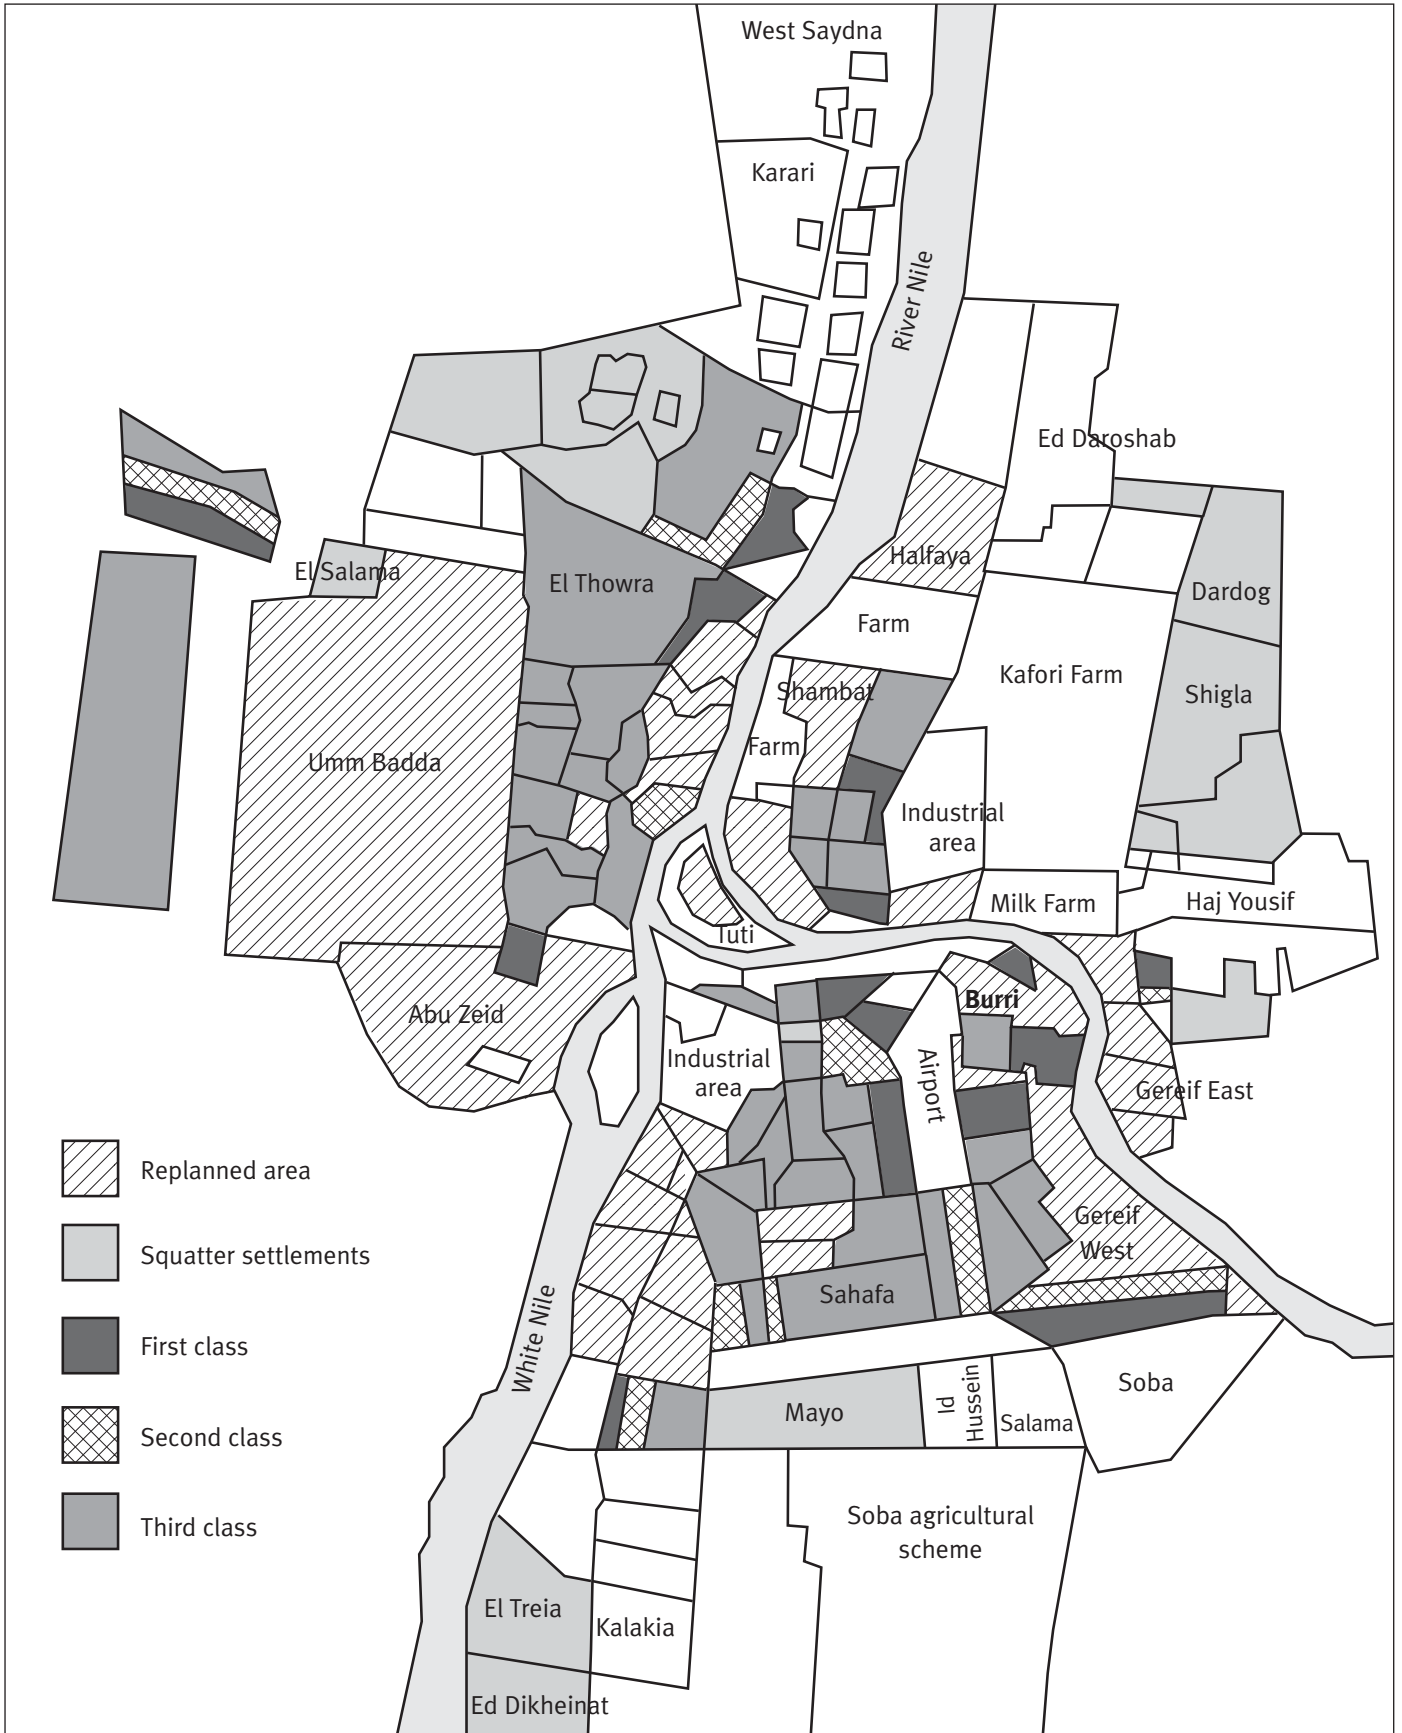 West Saydna
Karari
River Nile
Ed Daroshab
Halfaya
El Salama
El Thowra
Dardog
Farm
Kafori Farm
Shambat
Shigla
Farm
Umm Badda
Industrial
area
Milk Farm
Haj Yousif
Tuti
Burri
Abu Zeid
Industrial
area
Airport
Gereif East
Replanned area
Gereif
West
Squatter settlements
Sahafa
White Nile
First class
Soba
Id
Hussein
Mayo
Salama
Second class
Soba agricultural
scheme
Third class
El Treia
Kalakia
Ed Dikheinat